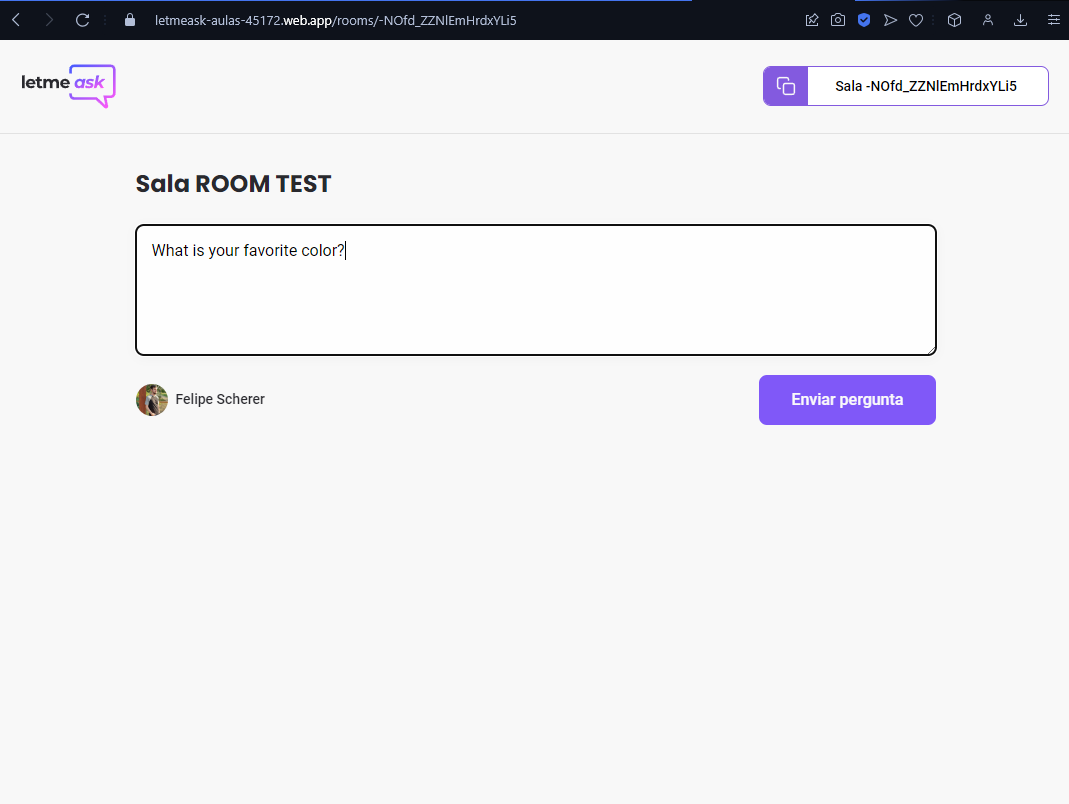 letmeask-aulas-45172.web.app/rooms/-NOfd_ZZNlEmHrdxYLi5
letme ask
Sala -NOfd_ZZNlEmHrdxYLi5
Sala ROOM TEST
What is your favorite color?
Felipe Scherer
Enviar pergunta